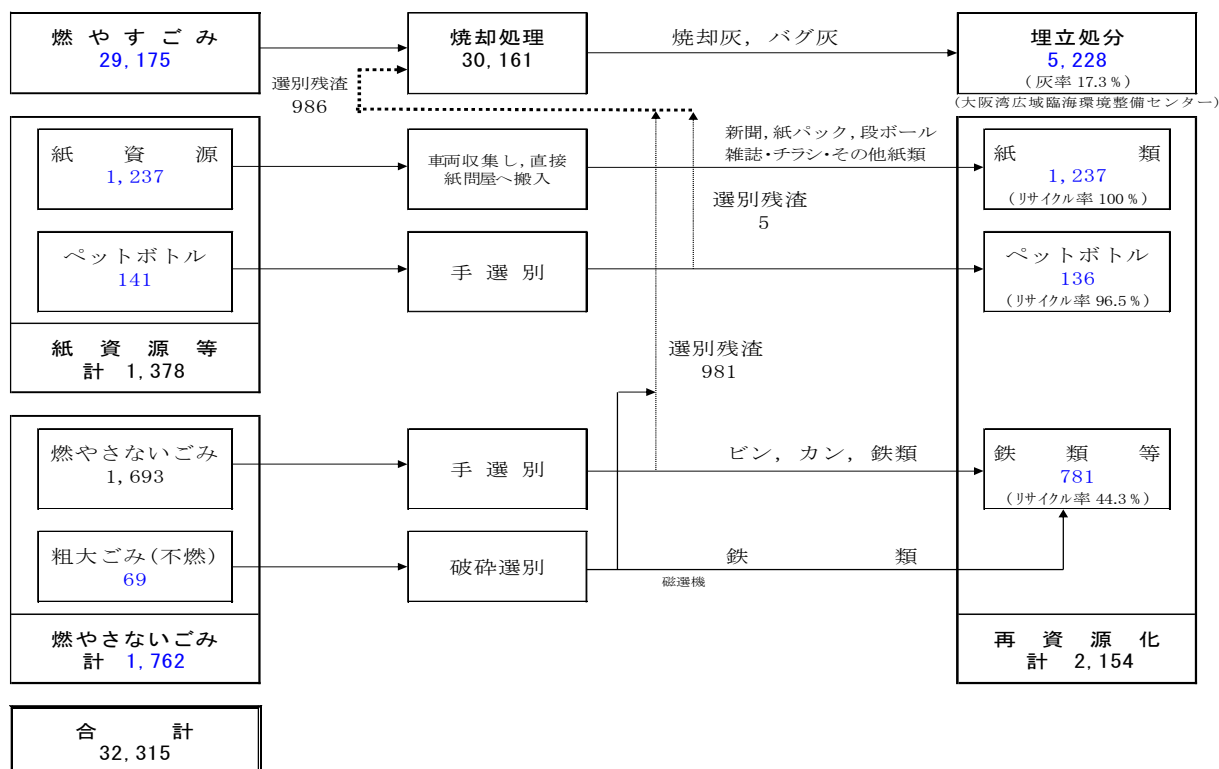 燃やすごみ
29,175
焼却処理
30,161
焼却灰, バグ灰
埋立処分
5,228
(灰率 17.3%)
(大阪湾広域臨海環境整備センター)
選別残渣
986
紙資源
1,237
車両収集し, 直接
紙問屋へ搬入
新聞, 紙パック, 段ボール
雑誌・チラシ・その他紙類
紙類
1,237
(リサイクル率 100%)
選別残渣
5
ペットボトル
141
手選別
ペットボトル
136
(リサイクル率 96.5%)
紙資源等
計 1,378
選別残渣
981
燃やさないごみ
1,693
手選別
ビン, カン, 鉄類
鉄類等
781
(リサイクル率 44.3%)
粗大ごみ(不燃)
69
破砕選別
鉄類
磁選機
燃やさないごみ
計 1,762
再資源化
計 2,154
合計
32,315